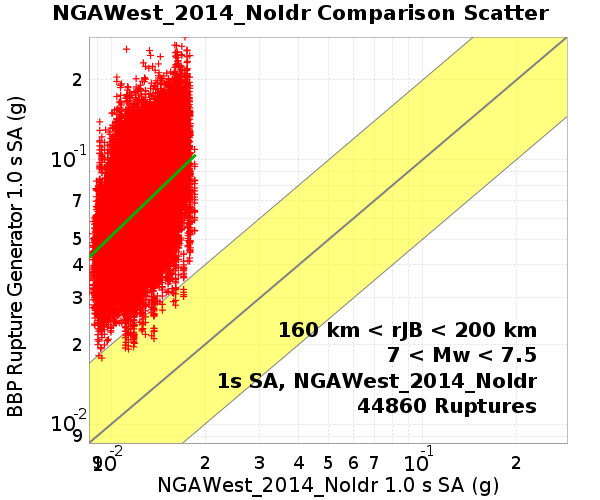 NGAWest_2014_NoIdr Comparison Scatter
BBP Rupture Generator 1.0 s SA (g)
2
10^-1
7
5
4
3
2
10^-2
9
160 km < rJB < 200 km
7 < Mw < 7.5
1s SA, NGAWest_2014_NoIdr
44860 Ruptures
9 10^-2 2 3 4 5 6 7 10^-1 2
NGAWest_2014_NoIdr 1.0 s SA (g)